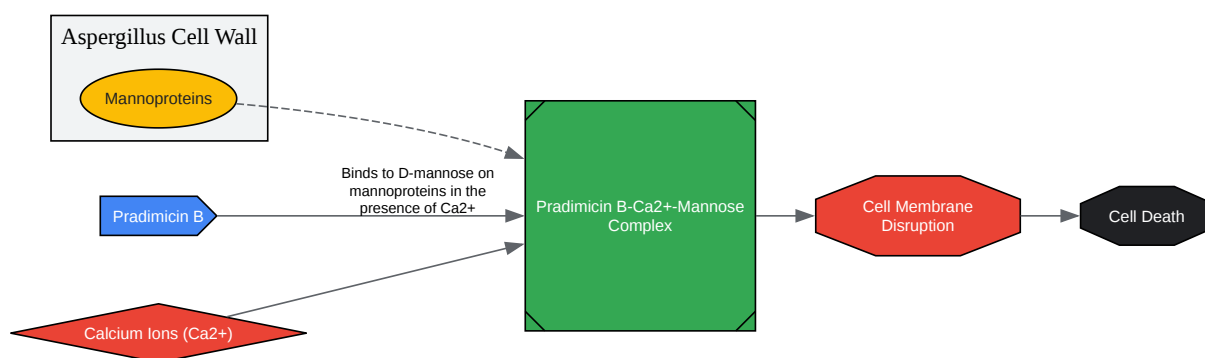 Aspergillus Cell Wall
Mannoproteins
Binds to D-mannose on
mannoproteins in the
presence of Ca2+
Pradimicin B
Pradimicin B-Ca2+-Mannose
Complex
Cell Membrane
Disruption
Cell Death
Calcium Ions (Ca2+)